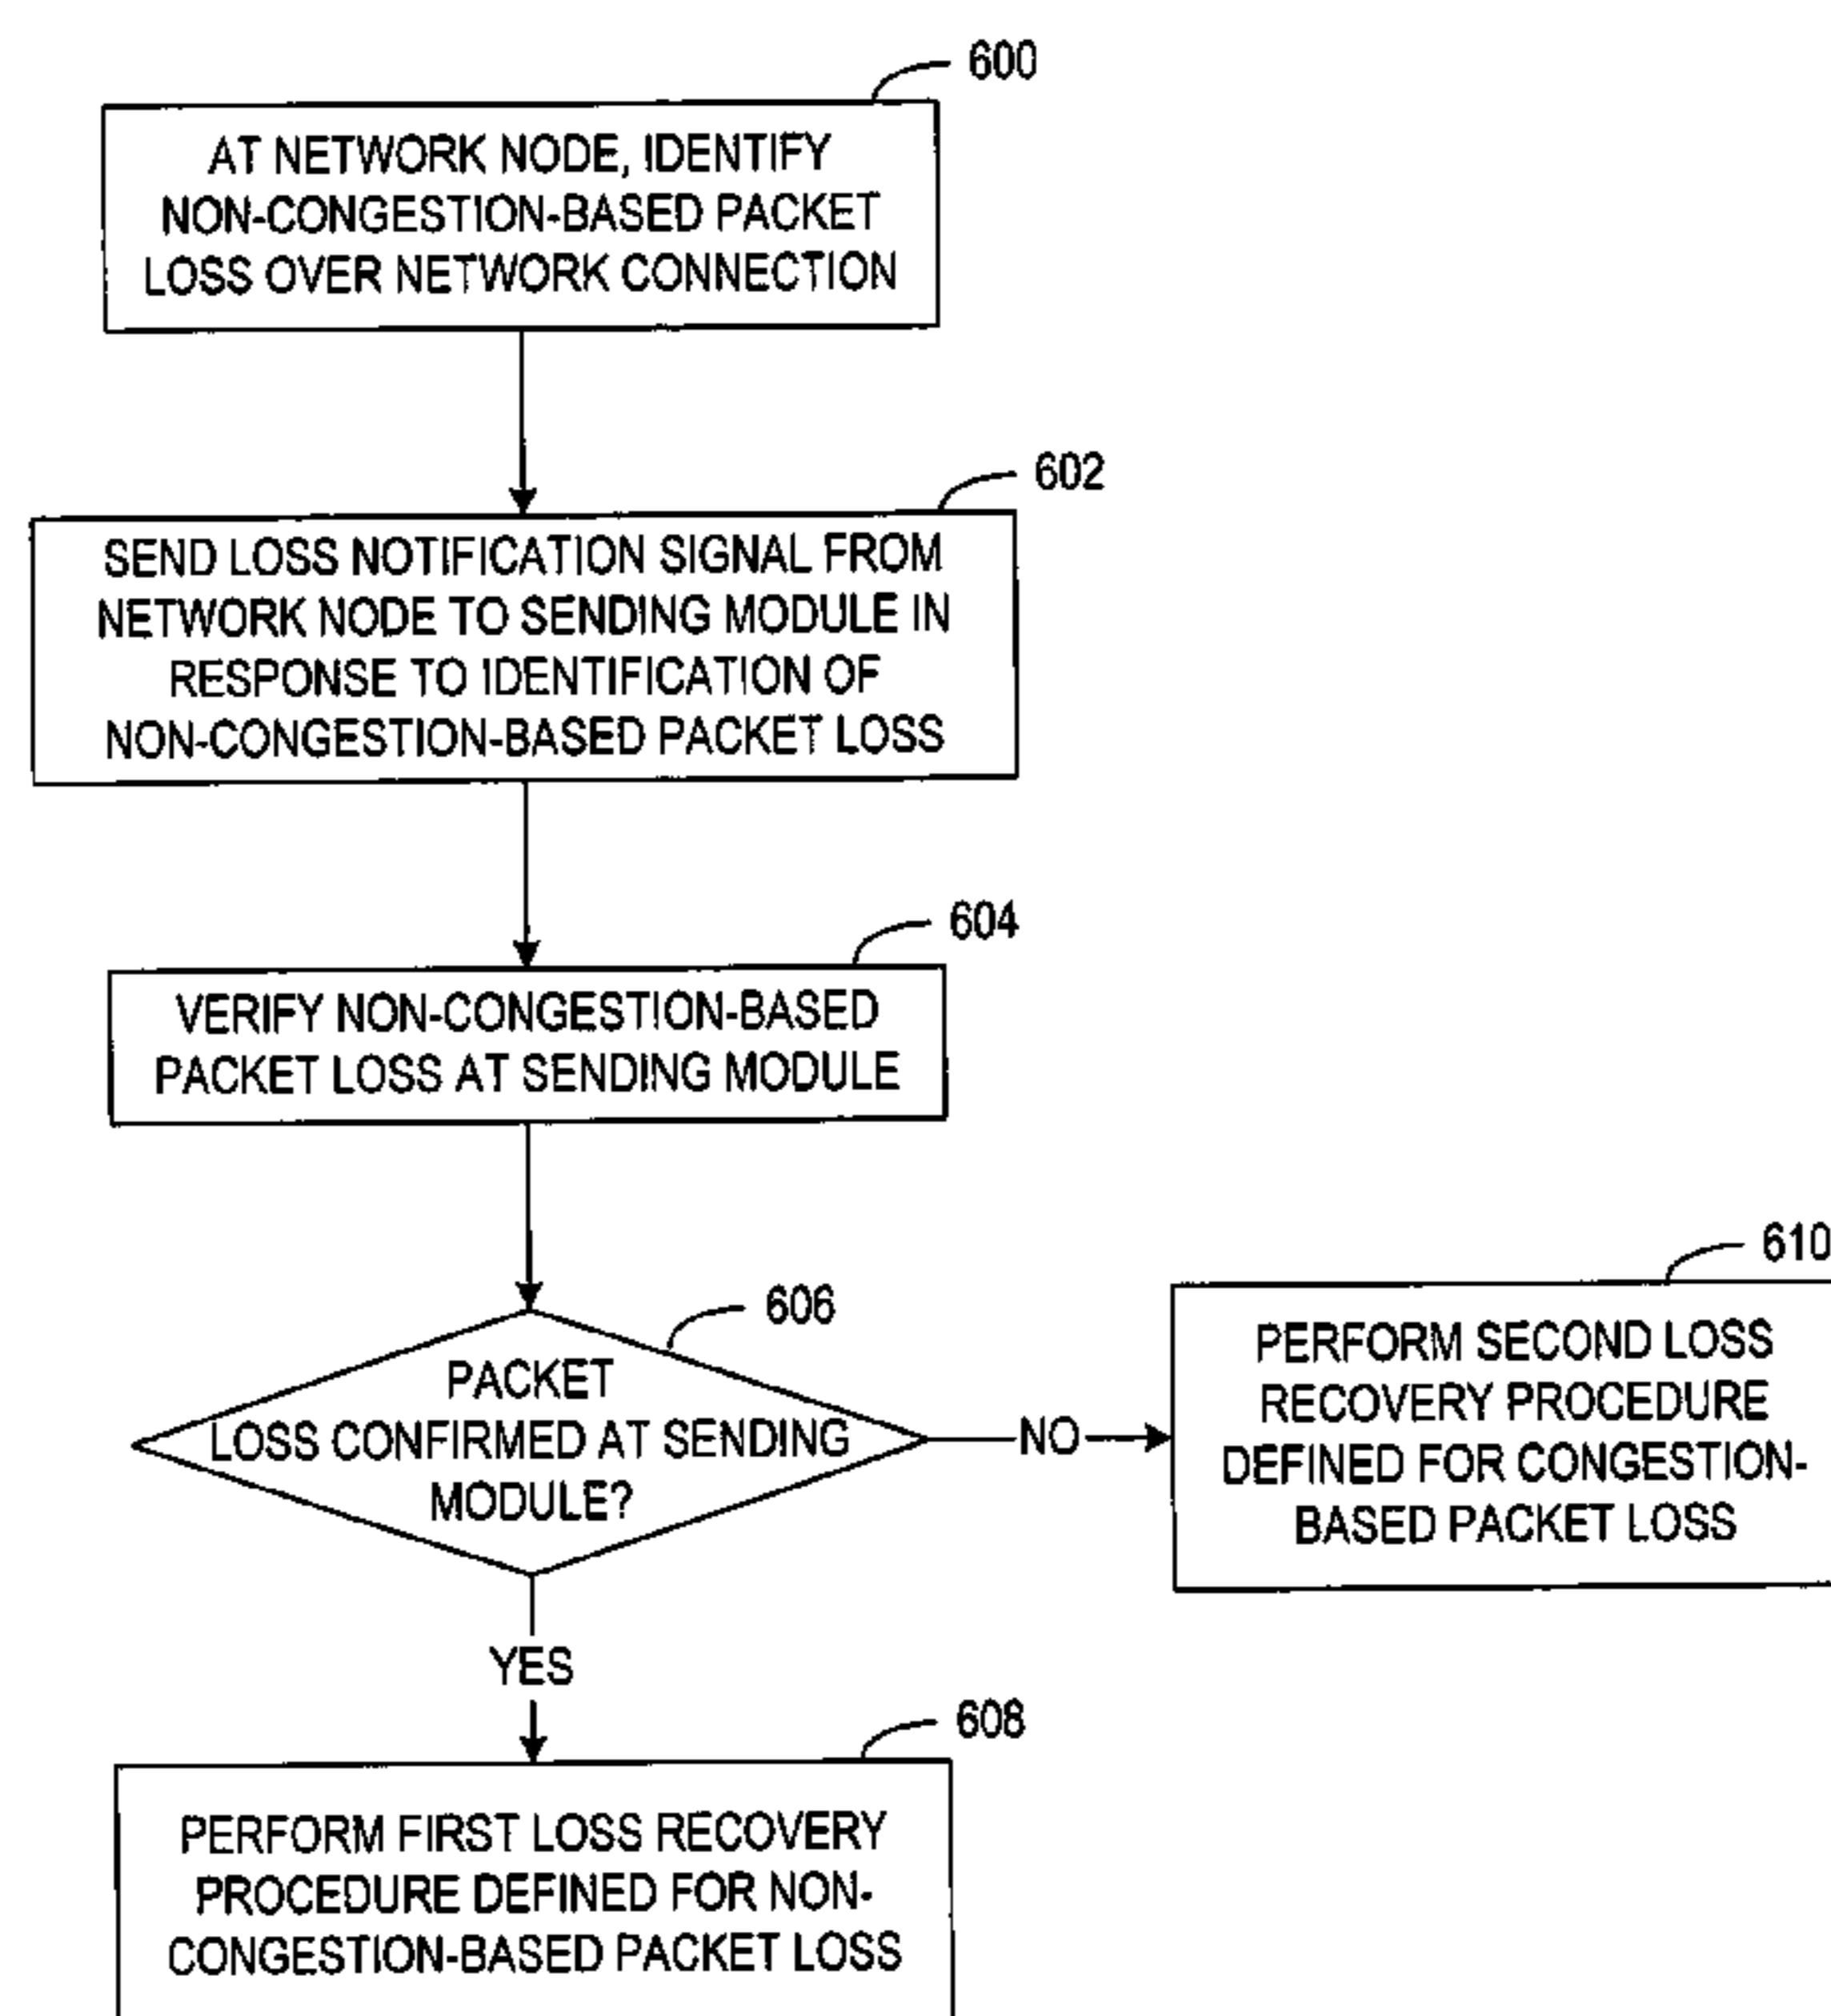 600
AT NETWORK NODE, IDENTIFY
NON-CONGESTION-BASED PACKET
LOSS OVER NETWORK CONNECTION
602
SEND LOSS NOTIFICATION SIGNAL FROM
NETWORK NODE TO SENDING MODULE IN
RESPONSE TO IDENTIFICATION OF
NON-CONGESTION-BASED PACKET LOSS
604
VERIFY NON-CONGESTION-BASED
PACKET LOSS AT SENDING MODULE
606
PACKET
LOSS CONFIRMED AT SENDING
MODULE?
NO
610
PERFORM SECOND LOSS
RECOVERY PROCEDURE
DEFINED FOR CONGESTION-
BASED PACKET LOSS
YES
608
PERFORM FIRST LOSS RECOVERY
PROCEDURE DEFINED FOR NON-
CONGESTION-BASED PACKET LOSS